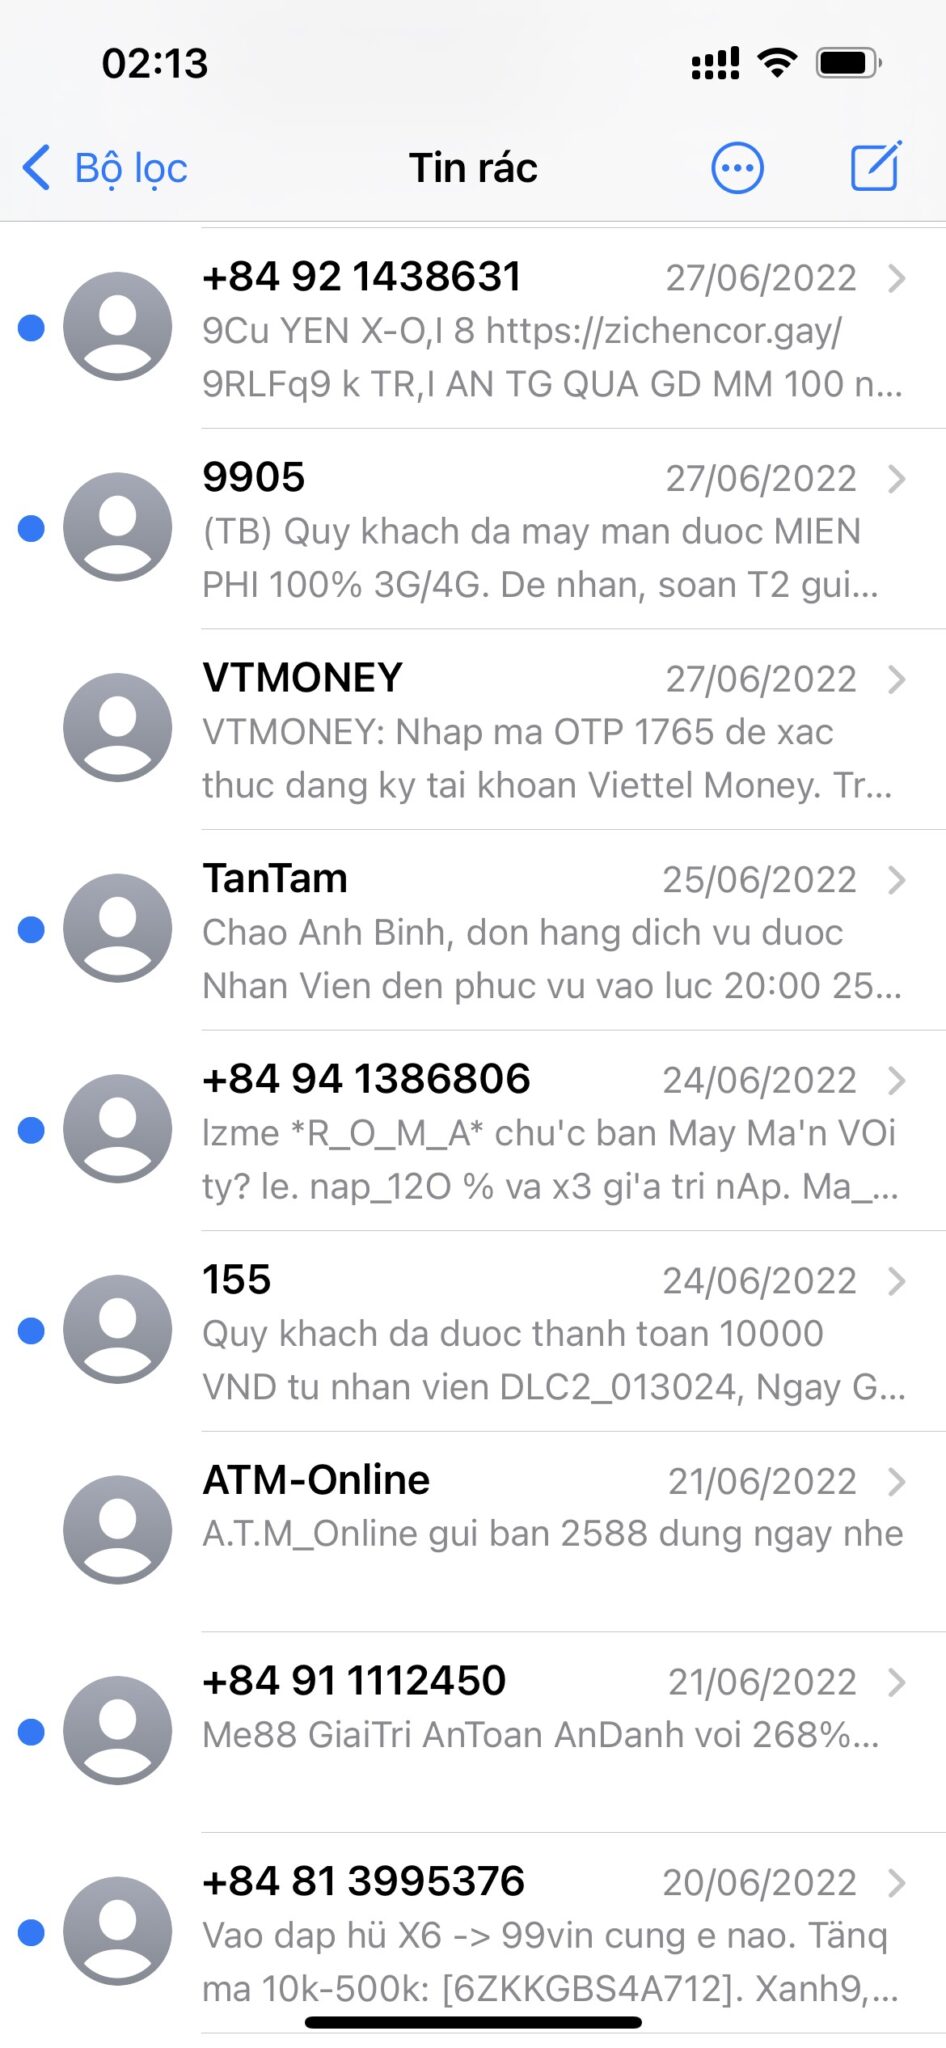 02:13
Bộ lọc
Tin rác
+84 92 1438631
27/06/2022
9Cu YEN X-O,I 8 https://zichencor.gay/
9RLFq9 k TR,I AN TG QUA GD MM 100 n...
9905
27/06/2022
(TB) Quy khach da may man duoc MIEN
PHI 100% 3G/4G. De nhan, soan T2 gui...
VTMONEY
27/06/2022
VTMONEY: Nhap ma OTP 1765 de xac
thuc dang ky tai khoan Viettel Money. Tr...
TanTam
25/06/2022
Chao Anh Binh, don hang dich vu duoc
Nhan Vien den phuc vu vao luc 20:00 25...
+84 94 1386806
24/06/2022
lzme *R_O_M_A* chu'c ban May Ma'n VOi
ty? le. nap_12O % va x3 gi'a tri nAp. Ma_...
155
24/06/2022
Quy khach da duoc thanh toan 10000
VND tu nhan vien DLC2_013024, Ngay G...
ATM-Online
21/06/2022
A.T.M_Online gui ban 2588 dung ngay nhe
+84 91 1112450
21/06/2022
Me88 GiaiTri AnToan AnDanh voi 268%...
+84 81 3995376
20/06/2022
Vao dap hü X6 -> 99vin cung e nao. Tänq
ma 10k-500k: [6ZKKGBS4A712]. Xanh9,...